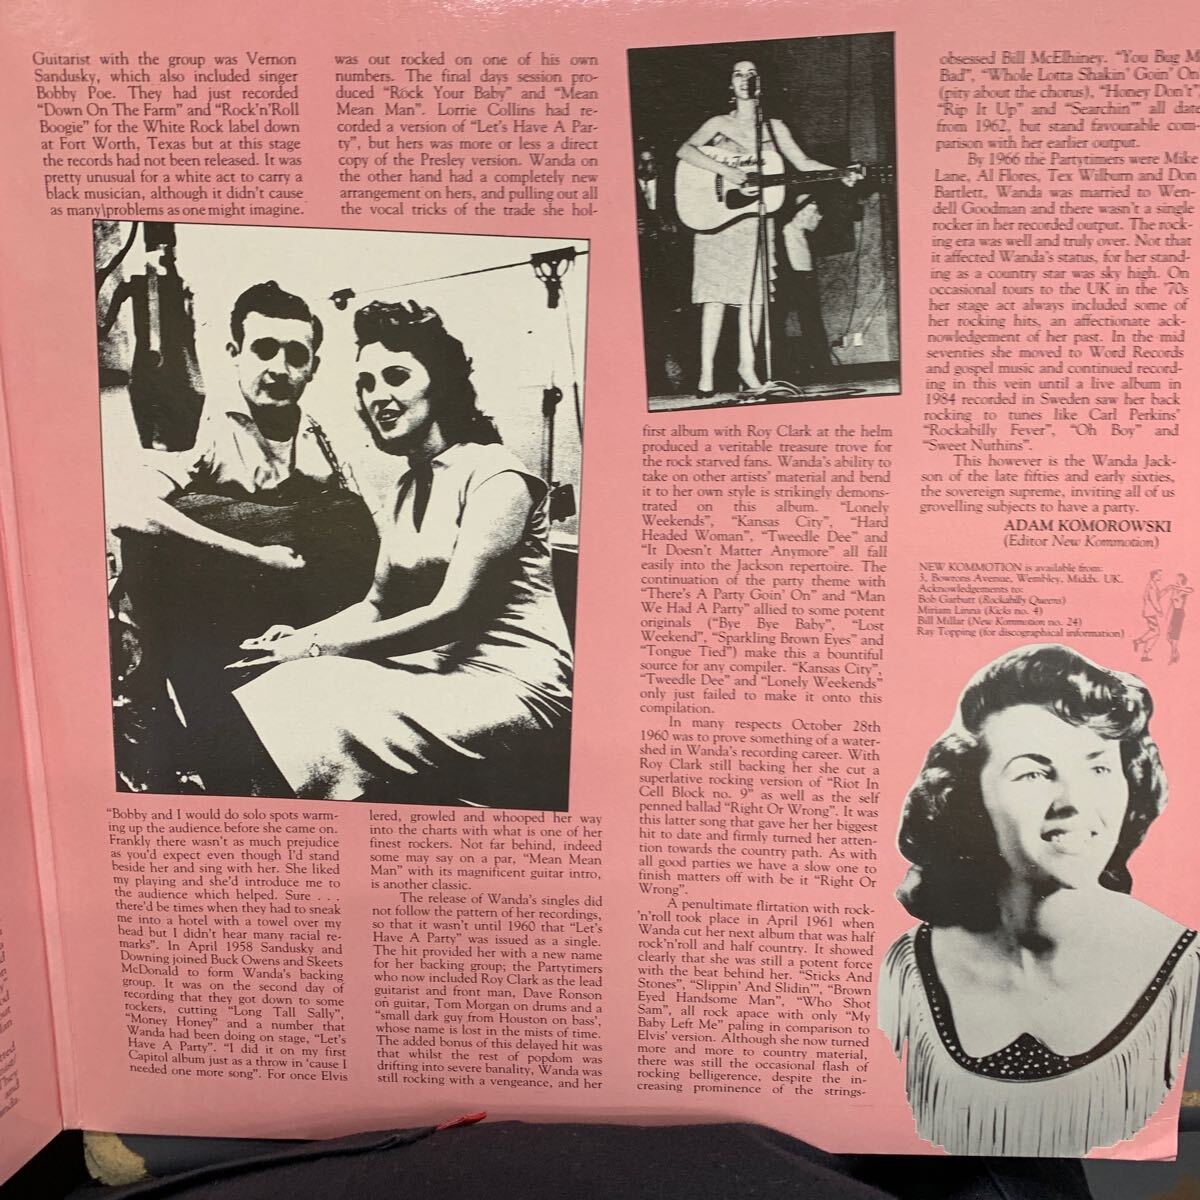 Guitarist with the group was Vernon
Sandusky, which also included singer
Bobby Poe. They had just recorded
“Down On The Farm” and “Rock'n'Roll
Boogie” for the White Rock label down
at Fort Worth, Texas but at this stage
the records had not been released. It was
pretty unusual for a white act to carry a
black musician, although it didn't cause
as many problems as one might imagine.
“Bobby and I would do solo spots warm-
ing up the audience before she came on.
Frankly there wasn't as much prejudice
as you'd expect even though I'd stand
beside her and sing with her. She liked
my playing and she'd introduce me to
the audience which helped. Sure . . .
there'd be times when they had to sneak
me into a hotel with a towel over my
head but I didn't hear many racial re-
marks”. In April 1958 Sandusky and
Downing joined Buck Owens and Skeets
McDonald to form Wanda's backing
group. It was on the second day of
recording that they got down to some
rockers, cutting “Long Tall Sally”,
“Money Honey” and a number that
Wanda had been doing on stage, “Let's
Have A Party”. “I did it on my first
Capitol album just as a throw in 'cause I
needed one more song”. For once Elvis
was out rocked on one of his own
numbers. The final days session pro-
duced “Rock Your Baby” and “Mean
Mean Man”. Lorrie Collins had re-
corded a version of “Let's Have A Par-
ty”, but hers was more or less a direct
copy of the Presley version. Wanda on
the other hand had a completely new
arrangement on hers, and pulling out all
the vocal tricks of the trade she hol-
lered, growled and whooped her way
into the charts with what is one of her
finest rockers. Not far behind, indeed
some may say on a par, “Mean Mean
Man” with its magnificent guitar intro,
is another classic.
The release of Wanda's singles did
not follow the pattern of her recordings,
so that it wasn't until 1960 that “Let's
Have A Party” was issued as a single.
The hit provided her with a new name
for her backing group; the Partytimers
who now included Roy Clark as the lead
guitarist and front man, Dave Ronson
on guitar, Tom Morgan on drums and a
“small dark guy from Houston on bass',
whose name is lost in the mists of time.
The added bonus of this delayed hit was
that whilst the rest of popdom was
drifting into severe banality, Wanda was
still rocking with a vengeance, and her
first album with Roy Clark at the helm
produced a veritable treasure trove for
the rock starved fans. Wanda's ability to
take on other artists' material and bend
it to her own style is strikingly demons-
trated on this album. “Lonely
Weekends”, “Kansas City”, “Hard
Headed Woman”, “Tweedle Dee” and
“It Doesn't Matter Anymore” all fall
easily into the Jackson repertoire. The
continuation of the party theme with
“There's A Party Goin' On” and “Man
We Had A Party” allied to some potent
originals (“Bye Bye Baby”, “Lost
Weekend”, “Sparkling Brown Eyes” and
“Tongue Tied”) make this a bountiful
source for any compiler. “Kansas City”,
“Tweedle Dee” and “Lonely Weekends”
only just failed to make it onto this
compilation.
In many respects October 28th
1960 was to prove something of a water-
shed in Wanda's recording career. With
Roy Clark still backing her she cut a
superlative rocking version of “Riot In
Cell Block no. 9” as well as the self
penned ballad “Right Or Wrong”. It was
this latter song that gave her her biggest
hit to date and firmly turned her atten-
tion towards the country path. As with
all good parties we have a slow one to
finish matters off with be it “Right Or
Wrong”.
A penultimate flirtation with rock-
'n'roll took place in April 1961 when
Wanda cut her next album that was half
rock'n'roll and half country. It showed
clearly that she was still a potent force
with the beat behind her. “Sticks And
Stones”, “Slippin' And Slidin'”, “Brown
Eyed Handsome Man”, “Who Shot
Sam”, all rock apace with only “My
Baby Left Me” paling in comparison to
Elvis' version. Although she now turned
more and more to country material,
there was still the occasional flash of
rocking belligerence, despite the in-
creasing prominence of the strings-
obsessed Bill McElhiney. “You Bug M
Bad”, “Whole Lotta Shakin' Goin' On
(pity about the chorus), “Honey Don't”
“Rip It Up” and “Searchin'” all date
from 1962, but stand favourable com-
parison with her earlier output.
By 1966 the Partytimers were Mike
Lane, Al Flores, Tex Wilburn and Don
Bartlett, Wanda was married to Wen-
dell Goodman and there wasn't a single
rocker in her recorded output. The rock-
ing era was well and truly over. Not that
it affected Wanda's status, for her stand-
ing as a country star was sky high. On
occasional tours to the UK in the '70s
her stage act always included some of
her rocking hits, an affectionate ack-
nowledgement of her past. In the mid
seventies she moved to Word Records
and gospel music and continued record-
ing in this vein until a live album in
1984 recorded in Sweden saw her back
rocking to tunes like Carl Perkins'
“Rockabilly Fever”, “Oh Boy” and
“Sweet Nuthins”.
This however is the Wanda Jack-
son of the late fifties and early sixties,
the sovereign supreme, inviting all of us
grovelling subjects to have a party.
ADAM KOMOROWSKI
(Editor New Kommotion)
NEW KOMMOTION is available from:
3, Bowrons Avenue, Wembley, Middx. UK.
Acknowledgements to:
Bob Garbutt (Rockabilly Queens)
Miriam Linna (Kicks no. 4)
Bill Millar (New Kommotion no. 24)
Ray Topping (for discographical information)